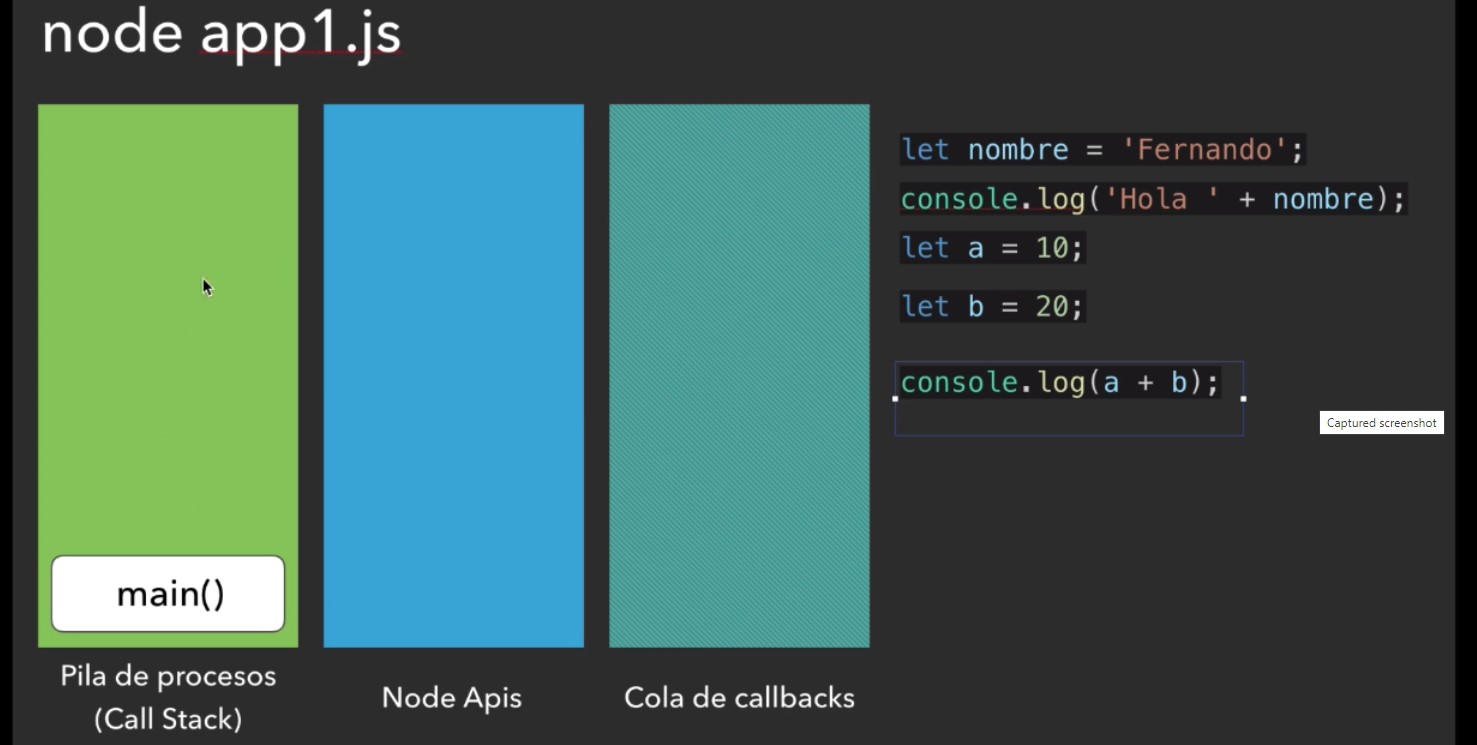 node app1.js
let nombre = 'Fernando';
console.log('Hola ' + nombre);
let a = 10;
let b = 20;
console.log(a + b);
Captured screenshot
main()
Pila de procesos
(Call Stack)
Node Apis
Cola de callbacks